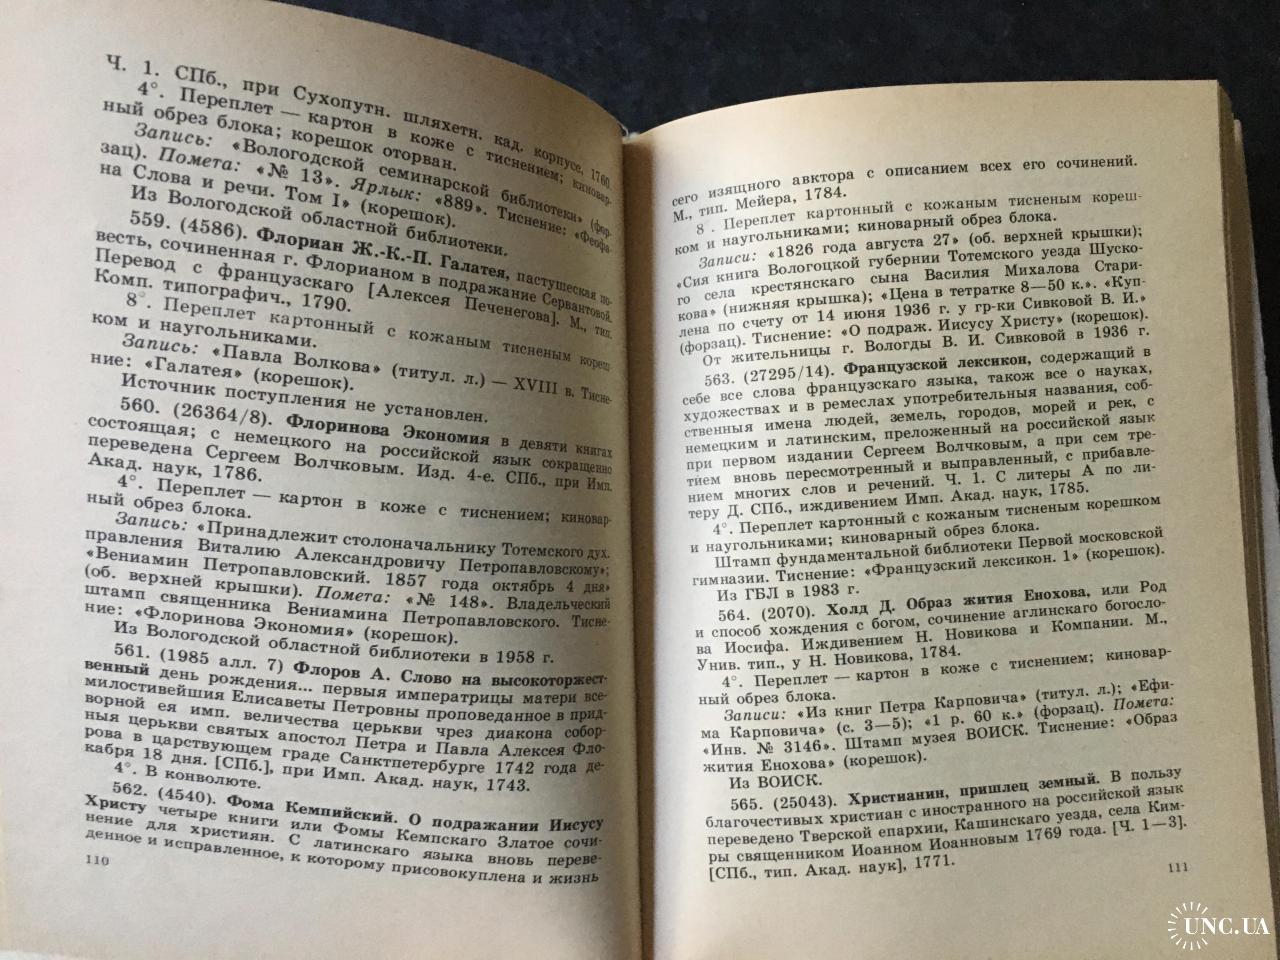 Ч. 1. СПб., при Сухопутн. шляхетн. кад. корпусе, 1760.
4°. Переплет — картон в коже с тиснением; киновар-
ный обрез блока; корешок оторван.
Запись: «Вологодской семинарской библиотеки» (фор-
зац). Помета: «№ 13». Ярлык: «889». Тиснение: «Феофа-
на Слова и речи. Том I» (корешок).
Из Вологодской областной библиотеки.
559. (4586). Флориан Ж.-К.-П. Галатея, пастушеская по-
весть, сочиненная г. Флорианом в подражание Сервантовой.
Перевод с французскаго [Алексея Печенегова]. М., тип.
Комп. типографич., 1790.
8°. Переплет картонный с кожаным тисненым кореш
ком и наугольниками.
Запись: «Павла Волкова» (титул. л.) — XVIII в. Тисне-
ние: «Галатея» (корешок).
Источник поступления не установлен.
560. (26364/8). Флоринова Экономия в девяти книгах
состоящая; с немецкого на российской язык сокращенно
переведена Сергеем Волчковым. Изд. 4-е. СПб., при Имп.
Акад. наук, 1786.
4°. Переплет — картон в коже с тиснением; киновар-
ный обрез блока.
Запись: «Принадлежит столоначальнику Тотемского дух.
правления Виталию Александровичу Петропавловскому»;
«Вениамин Петропавловский. 1857 года октябрь 4 дня»
(об. верхней крышки). Помета: «№ 148». Владельческий
штамп священника Вениамина Петропавловского. Тисне-
ние: «Флоринова Экономия» (корешок).
Из Вологодской областной библиотеки в 1958 г.
561. (1985 алл. 7) Флоров А. Слово на высокоторжест-
венный день рождения... первыя императрицы матери все-
милостивейшия Елисаветы Петровны проповеданное в прид-
ворной ея имп. величества церькви чрез диакона собор-
ныя церькви святых апостол Петра и Павла Алексея Фло-
рова в царствующем граде Санктпетербурге 1742 года де-
кабря 18 дня. [СПб.], при Имп. Акад. наук, 1743.
4°. В конволюте.
562. (4540). Фома Кемпийский. О подражании Иисусу
Христу четыре книги или Фомы Кемпскаго Златое сочи-
нение для християн. С латинскаго языка вновь переве-
денное и исправленное, к которому присовокуплена и жизнь
110
сего изящного авктора с описанием всех его сочинений.
М., тип. Мейера, 1784.
8°. Переплет картонный с кожаным тисненым кореш-
ком и наугольниками; киноварный обрез блока.
Записи: «1826 года августа 27» (об. верхней крышки);
«Сия книга Вологоцкой губернии Тотемского уезда Шуско-
го села крестянского сына Василия Михалова Стари-
кова» (нижняя крышка); «Цена в тетратке 8—50 к.». «Куп-
лена по счету от 14 июня 1936 г. у гр-ки Сивковой В. И.»
(форзац). Тиснение: «О подраж. Иисусу Христу» (корешок).
От жительницы г. Вологды В. И. Сивковой в 1936 г.
563. (27295/14). Французской лексикон, содержащий в
себе все слова французскаго языка, також все о науках,
художествах и в ремеслах употребительныя названия, соб-
ственныя имена людей, земель, городов, морей и рек, с
немецким и латинским, преложенный на российский язык
при первом издании Сергеем Волчковым, а при сем тре-
тием вновь пересмотренный и выправленный, с прибавле-
нием многих слов и речений. Ч. 1. С литеры А по ли-
теру Д. СПб., иждивением Имп. Акад. наук, 1785.
4°. Переплет картонный с кожаным тисненым корешком
и наугольниками; киноварный обрез блока.
Штамп фундаментальной библиотеки Первой московской
гимназии. Тиснение: «Французский лексикон. 1» (корешок).
Из ГБЛ в 1983 г.
564. (2070). Холд Д. Образ жития Енохова, или Род
и способ хождения с богом, сочинение аглинскаго богосло-
ва Иосифа. Иждивением Н. Новикова и Компании. М.,
Унив. тип., у Н. Новикова, 1784.
4°. Переплет — картон в коже с тиснением; киновар-
ный обрез блока.
Записи: «Из книг Петра Карповича» (титул. л.); «Ефи-
ма Карповича» (с. 3—5); «1 р. 60 к.» (форзац). Помета:
«Инв. № 3146». Штамп музея ВОИСК. Тиснение: «Образ
жития Енохова» (корешок).
Из ВОИСК.
565. (25043). Христианин, пришлец земный. В пользу
благочестивых христиан с иностранного на российской язык
переведено Тверской епархии, Кашинскаго уезда, села Ким-
ры священником Иоанном Иоанновым 1769 года. [Ч. 1—3].
[СПб., тип. Акад. наук], 1771.
111
UNC.UA